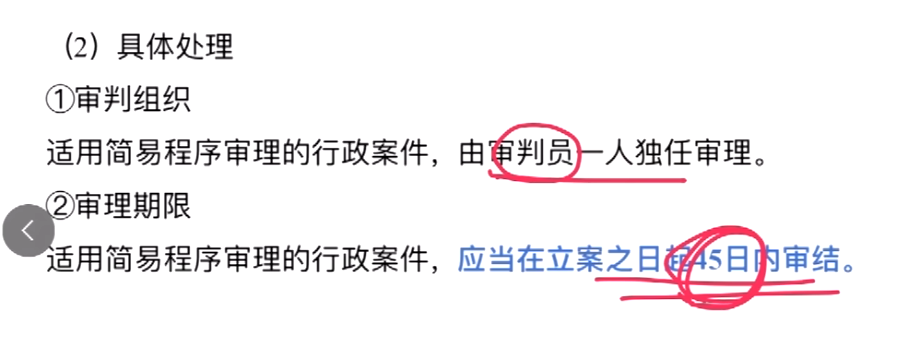 （2）具体处理
①审判组织
适用简易程序审理的行政案件，由审判员一人独任审理。
②审理期限
适用简易程序审理的行政案件，应当在立案之日起45日内审结。